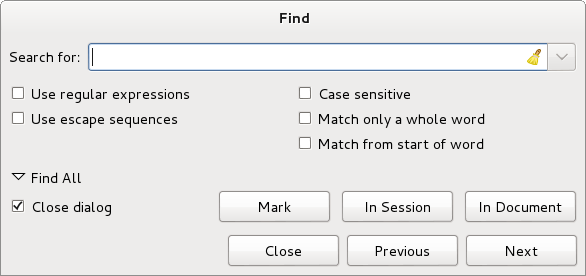 Find
Search for:
Use regular expressions Case sensitive
Use escape sequences Match only a whole word
Match from start of word
Find All
Close dialog Mark In Session In Document
Close Previous Next